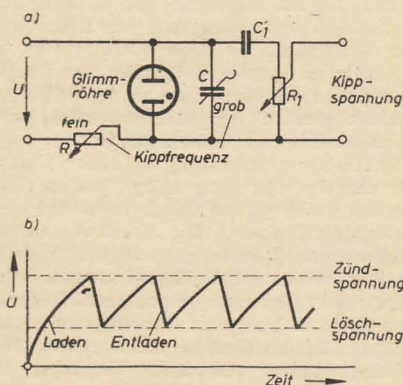 a)
C1
U
Glimm-
röhre
C
grob
R1
Kipp-
spannung
fein
R
Kippfrequenz
b)
U
Zünd-
spannung
Lösch-
spannung
Laden
Entladen
Zeit